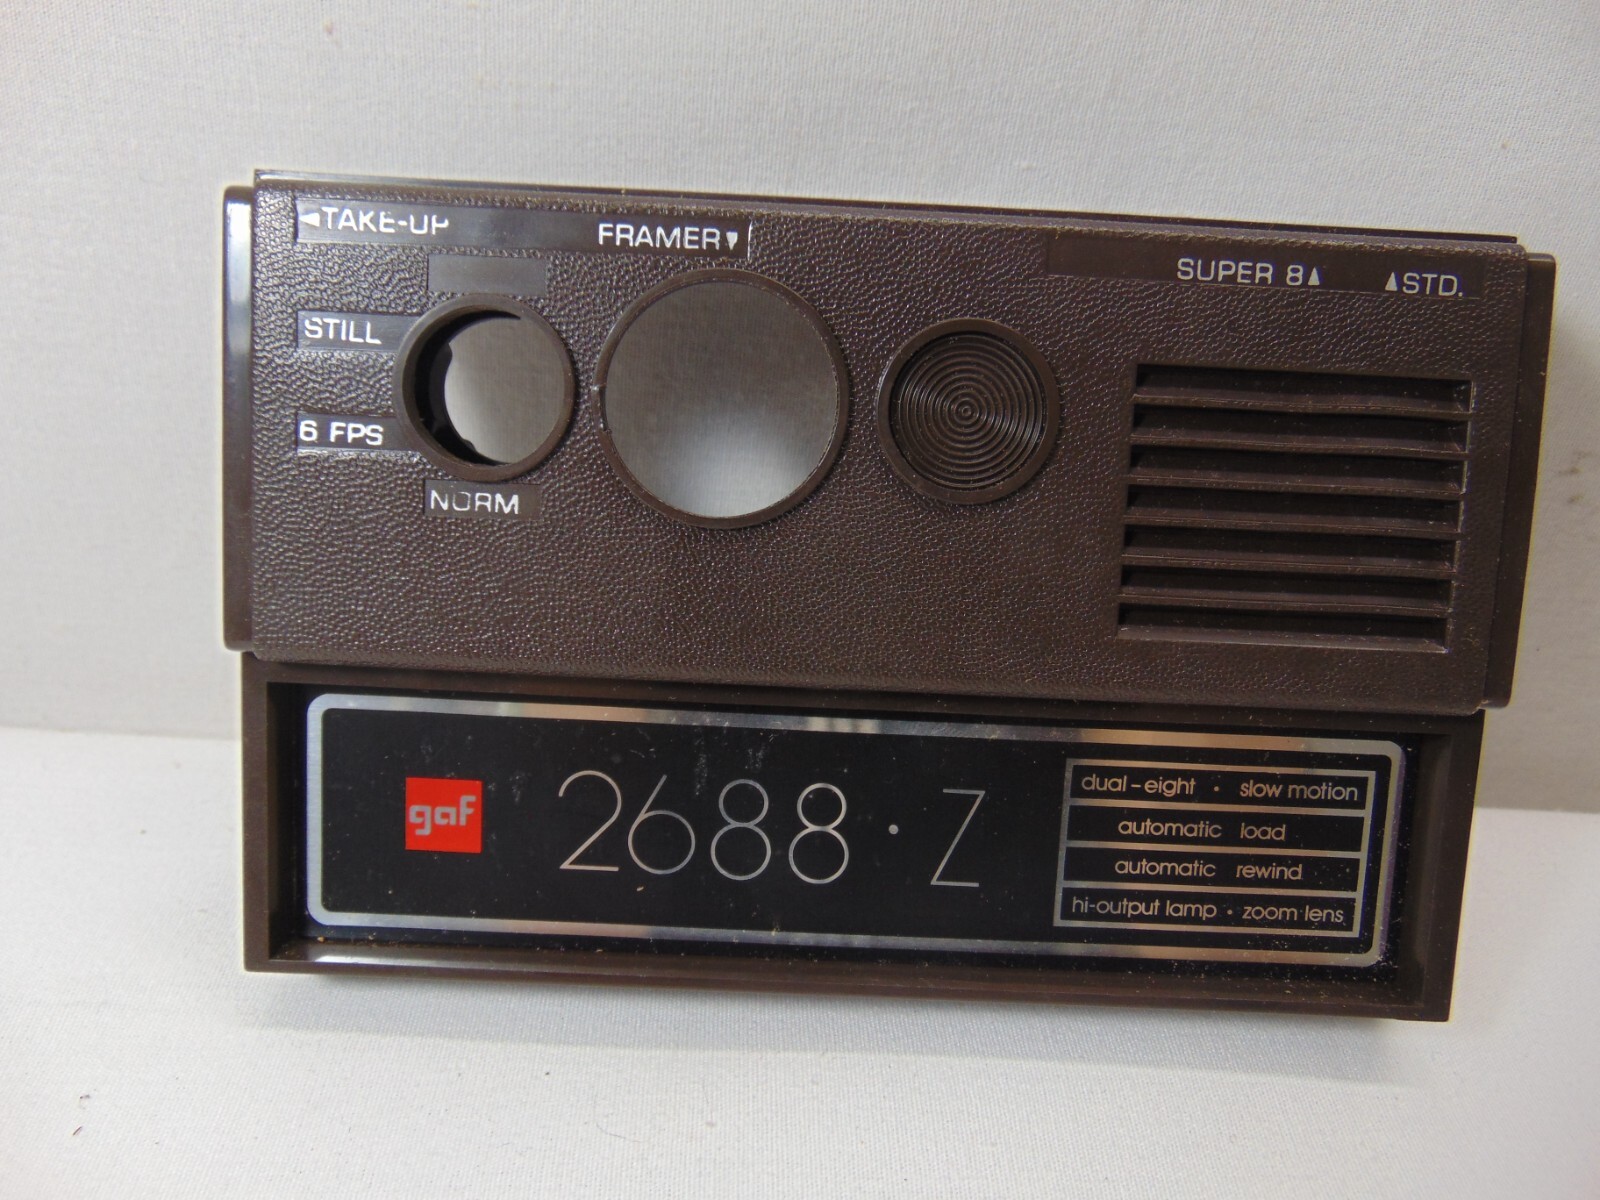 ◄TAKE-UP
FRAMER▼
SUPER 8▲ ▲STD.
STILL
6 FPS
NORM
gaf
2688·Z
dual-eight · slow motion
automatic load
automatic rewind
hi-output lamp · zoom lens